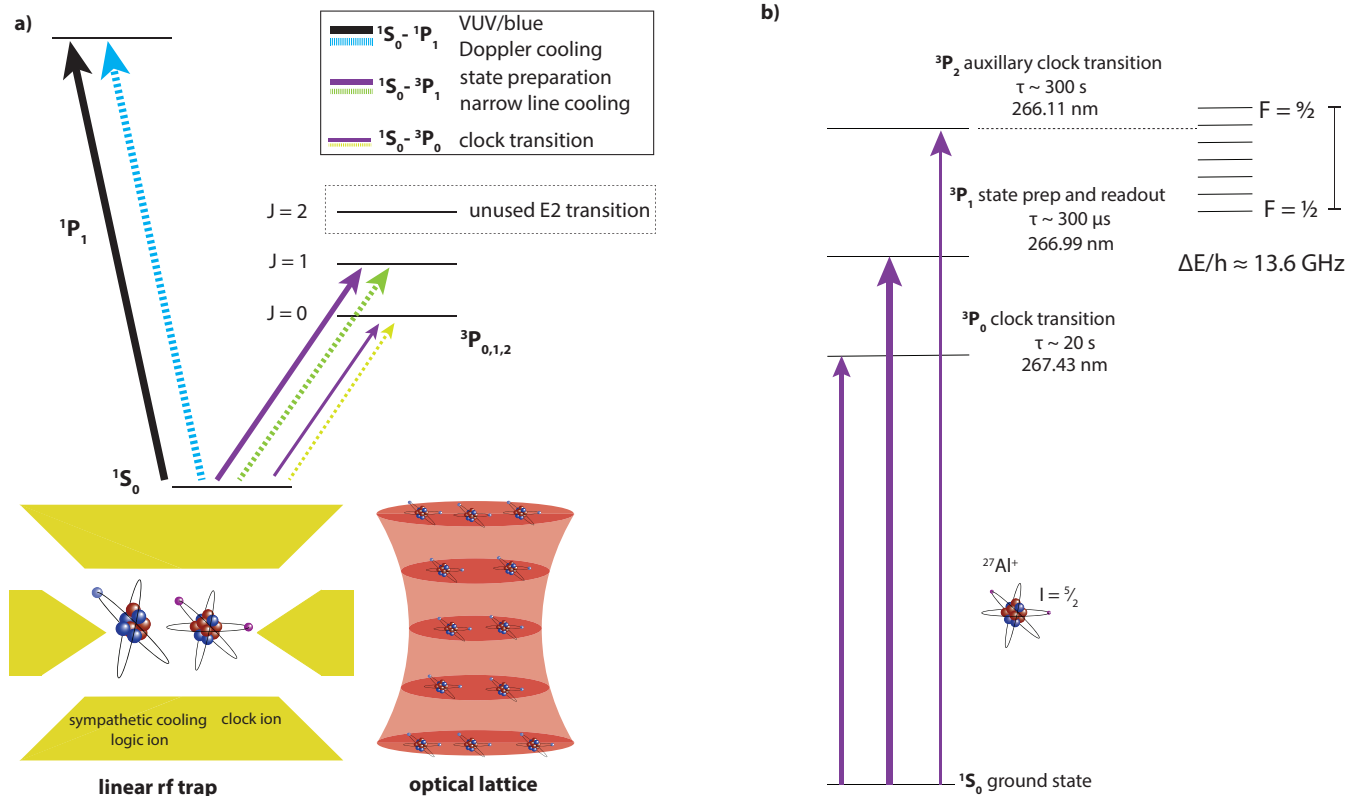 a)
¹S₀- ¹P₁
VUV/blue
Doppler cooling
¹S₀- ³P₁
state preparation
narrow line cooling
¹S₀- ³P₀
clock transition
J = 2
unused E2 transition
¹P₁
J = 1
J = 0
³P₀,₁,₂
¹S₀
sympathetic cooling
logic ion
clock ion
linear rf trap
optical lattice
b)
³P₂ auxillary clock transition
τ ~ 300 s
266.11 nm
F = ⁹⁄₂
F = ½
ΔE/h ≈ 13.6 GHz
³P₁ state prep and readout
τ ~ 300 µs
266.99 nm
³P₀ clock transition
τ ~ 20 s
267.43 nm
²⁷Al⁺
I = ⁵⁄₂
¹S₀ ground state